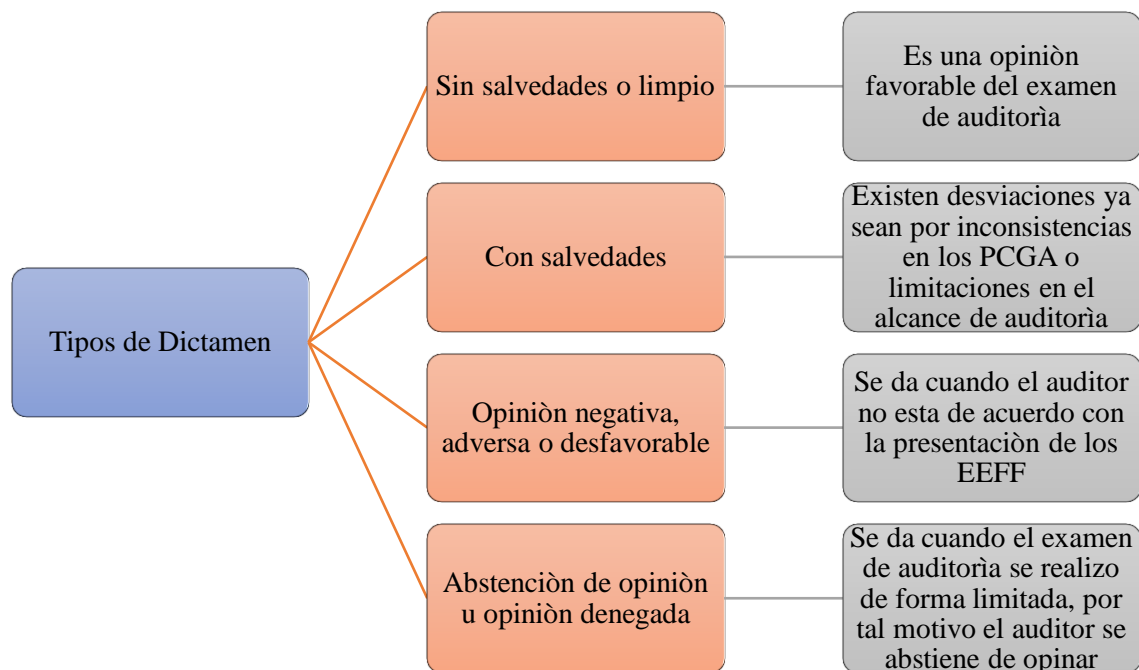 Tipos de Dictamen
Sin salvedades o limpio
Es una opiniòn
favorable del examen
de auditorìa
Con salvedades
Existen desviaciones ya
sean por inconsistencias
en los PCGA o
limitaciones en el
alcance de auditorìa
Opiniòn negativa,
adversa o desfavorable
Se da cuando el auditor
no esta de acuerdo con
la presentaciòn de los
EEFF
Abstenciòn de opiniòn
u opiniòn denegada
Se da cuando el examen
de auditorìa se realizo
de forma limitada, por
tal motivo el auditor se
abstiene de opinar